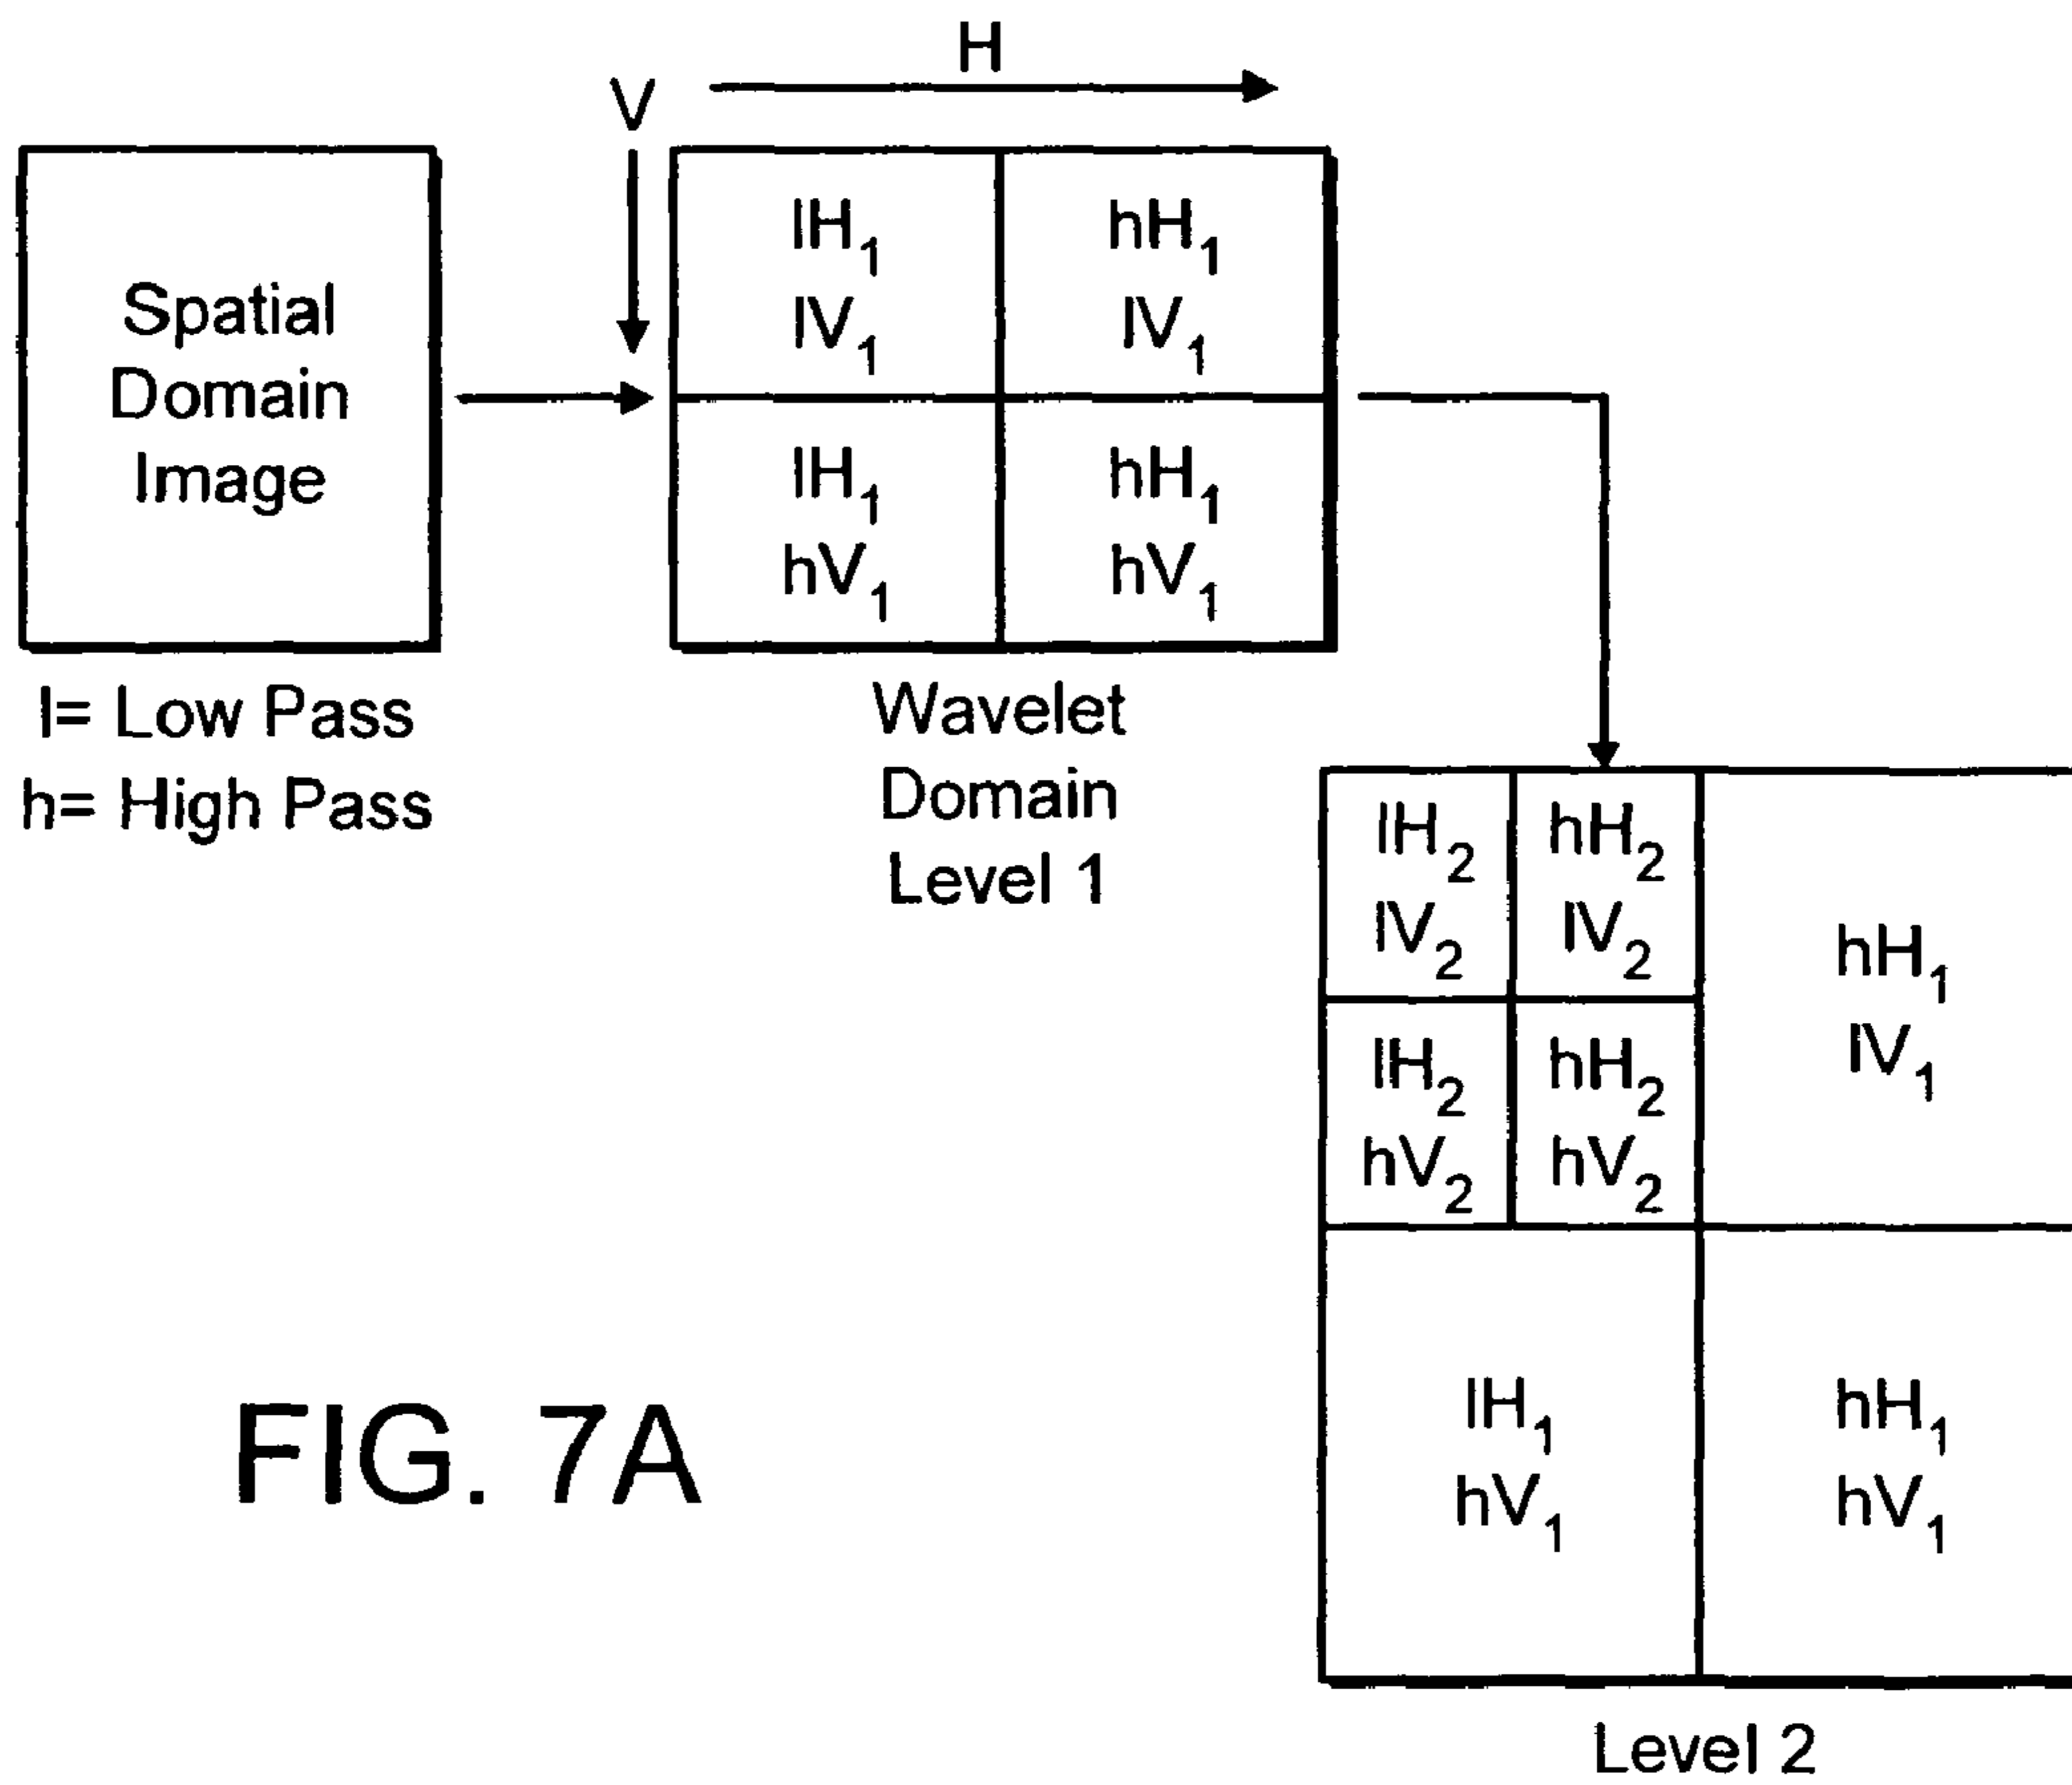 H
V
Spatial
Domain
Image
lH₁
lV₁
hH₁
lV₁
lH₁
hV₁
hH₁
hV₁
l= Low Pass
h= High Pass
Wavelet
Domain
Level 1
lH₂
lV₂
hH₂
lV₂
hH₁
lV₁
lH₂
hV₂
hH₂
hV₂
lH₁
hV₁
hH₁
hV₁
FIG. 7A
Level 2